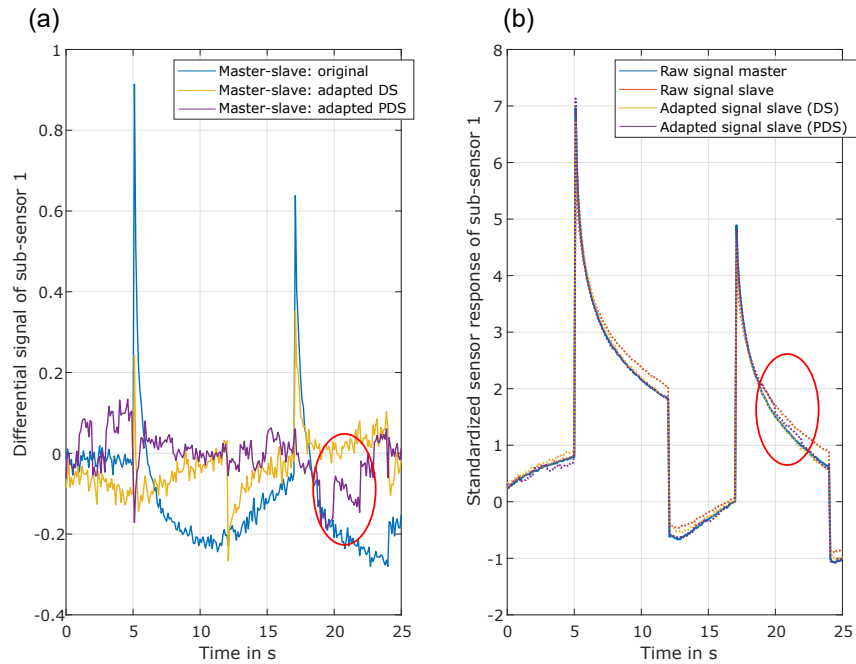 (a)
1
0.8
0.6
0.4
0.2
0
-0.2
-0.4
0 5 10 15 20 25
Differential signal of sub-sensor 1
Time in s
Master-slave: original
Master-slave: adapted DS
Master-slave: adapted PDS
(b)
8
7
6
5
4
3
2
1
0
-1
-2
0 5 10 15 20 25
Standardized sensor response of sub-sensor 1
Time in s
Raw signal master
Raw signal slave
Adapted signal slave (DS)
Adapted signal slave (PDS)